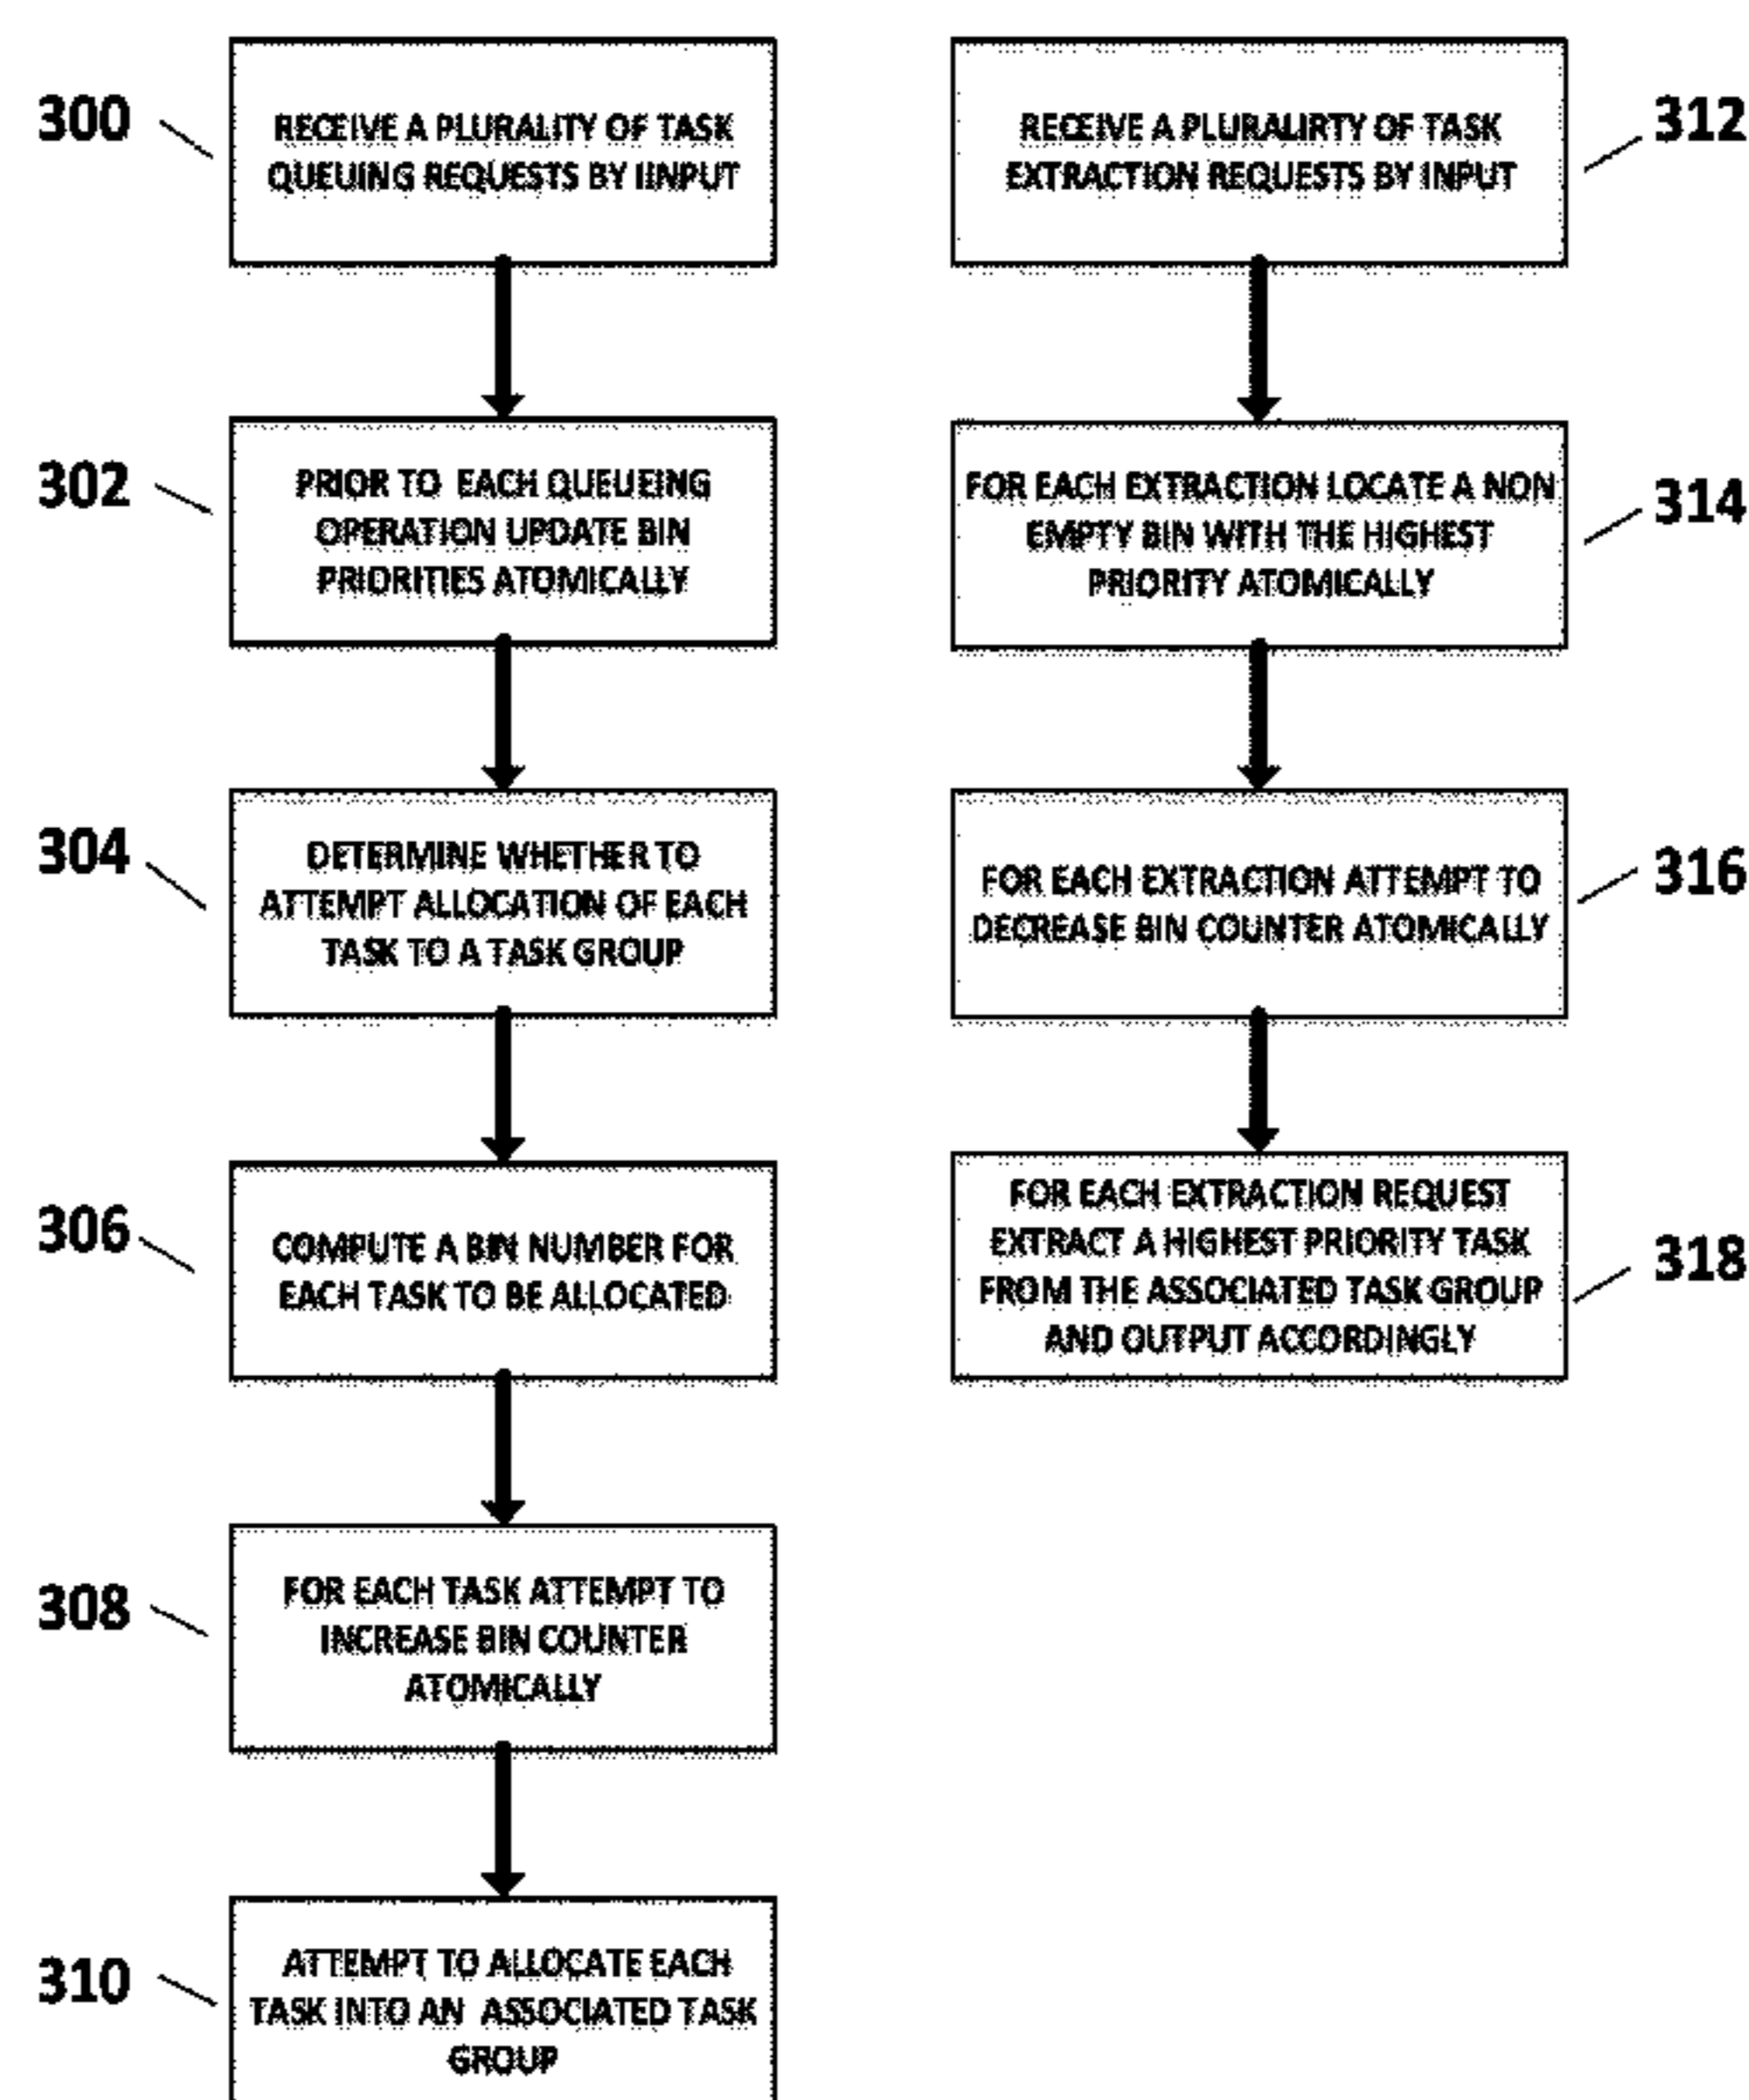 300
RECEIVE A PLURALITY OF TASK
QUEUING REQUESTS BY IINPUT
302
PRIOR TO EACH QUEUEING
OPERATION UPDATE BIN
PRIORITIES ATOMICALLY
304
DETERMINE WHETHER TO
ATTEMPT ALLOCATION OF EACH
TASK TO A TASK GROUP
306
COMPUTE A BIN NUMBER FOR
EACH TASK TO BE ALLOCATED
308
FOR EACH TASK ATTEMPT TO
INCREASE BIN COUNTER
ATOMICALLY
310
ATTEMPT TO ALLOCATE EACH
TASK INTO AN ASSOCIATED TASK
GROUP
RECEIVE A PLURALIRTY OF TASK
EXTRACTION REQUESTS BY INPUT
312
FOR EACH EXTRACTION LOCATE A NON
EMPTY BIN WITH THE HIGHEST
PRIORITY ATOMICALLY
314
FOR EACH EXTRACTION ATTEMPT TO
DECREASE BIN COUNTER ATOMICALLY
316
FOR EACH EXTRACTION REQUEST
EXTRACT A HIGHEST PRIORITY TASK
FROM THE ASSOCIATED TASK GROUP
AND OUTPUT ACCORDINGLY
318